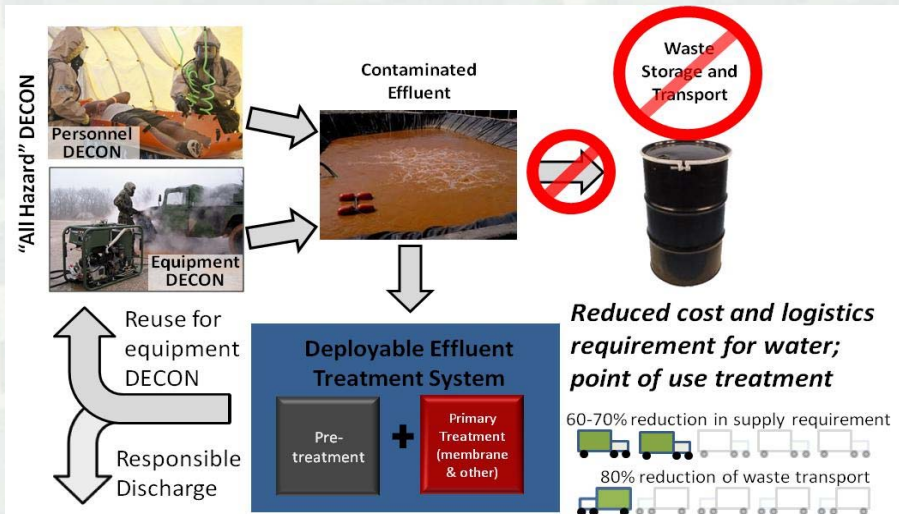 "All Hazard" DECON
Personnel
DECON
Equipment
DECON
Contaminated
Effluent
Waste
Storage and
Transport
Reuse for
equipment
DECON
Responsible
Discharge
Deployable Effluent
Treatment System
Pre-
treatment
+
Primary
Treatment
(membrane
& other)
Reduced cost and logistics
requirement for water;
point of use treatment
60-70% reduction in supply requirement
80% reduction of waste transport